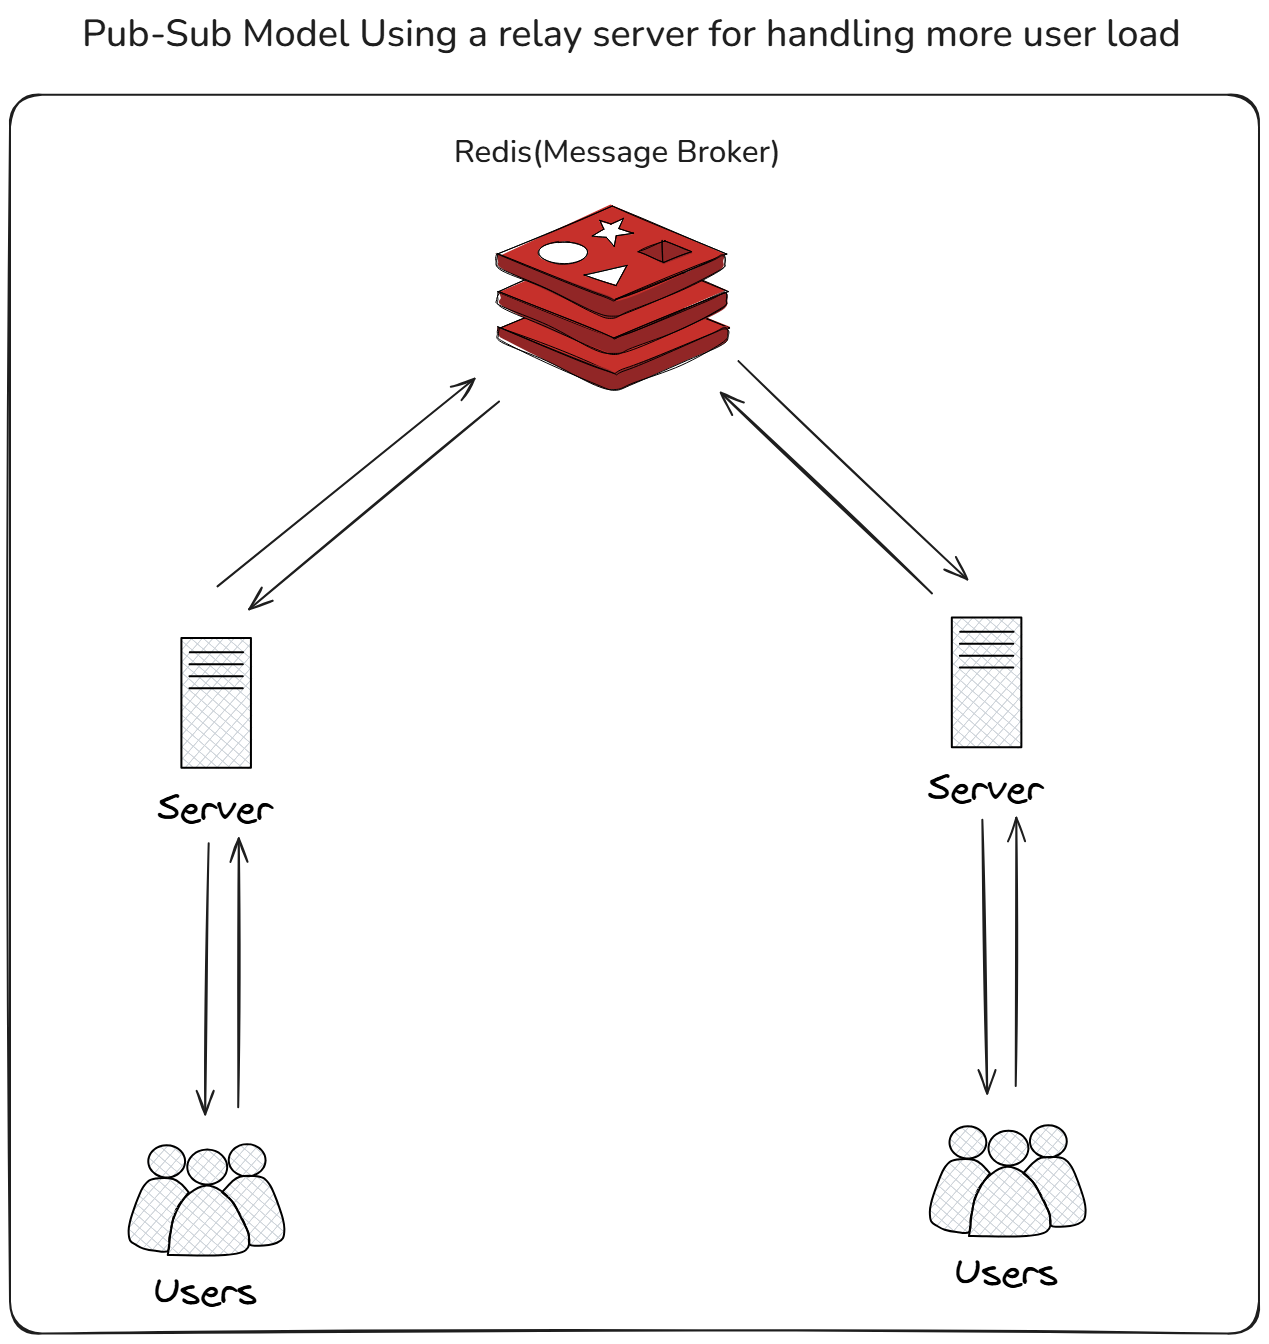 Pub-Sub Model Using a relay server for handling more user load
Redis(Message Broker)
Server
Server
Users
Users